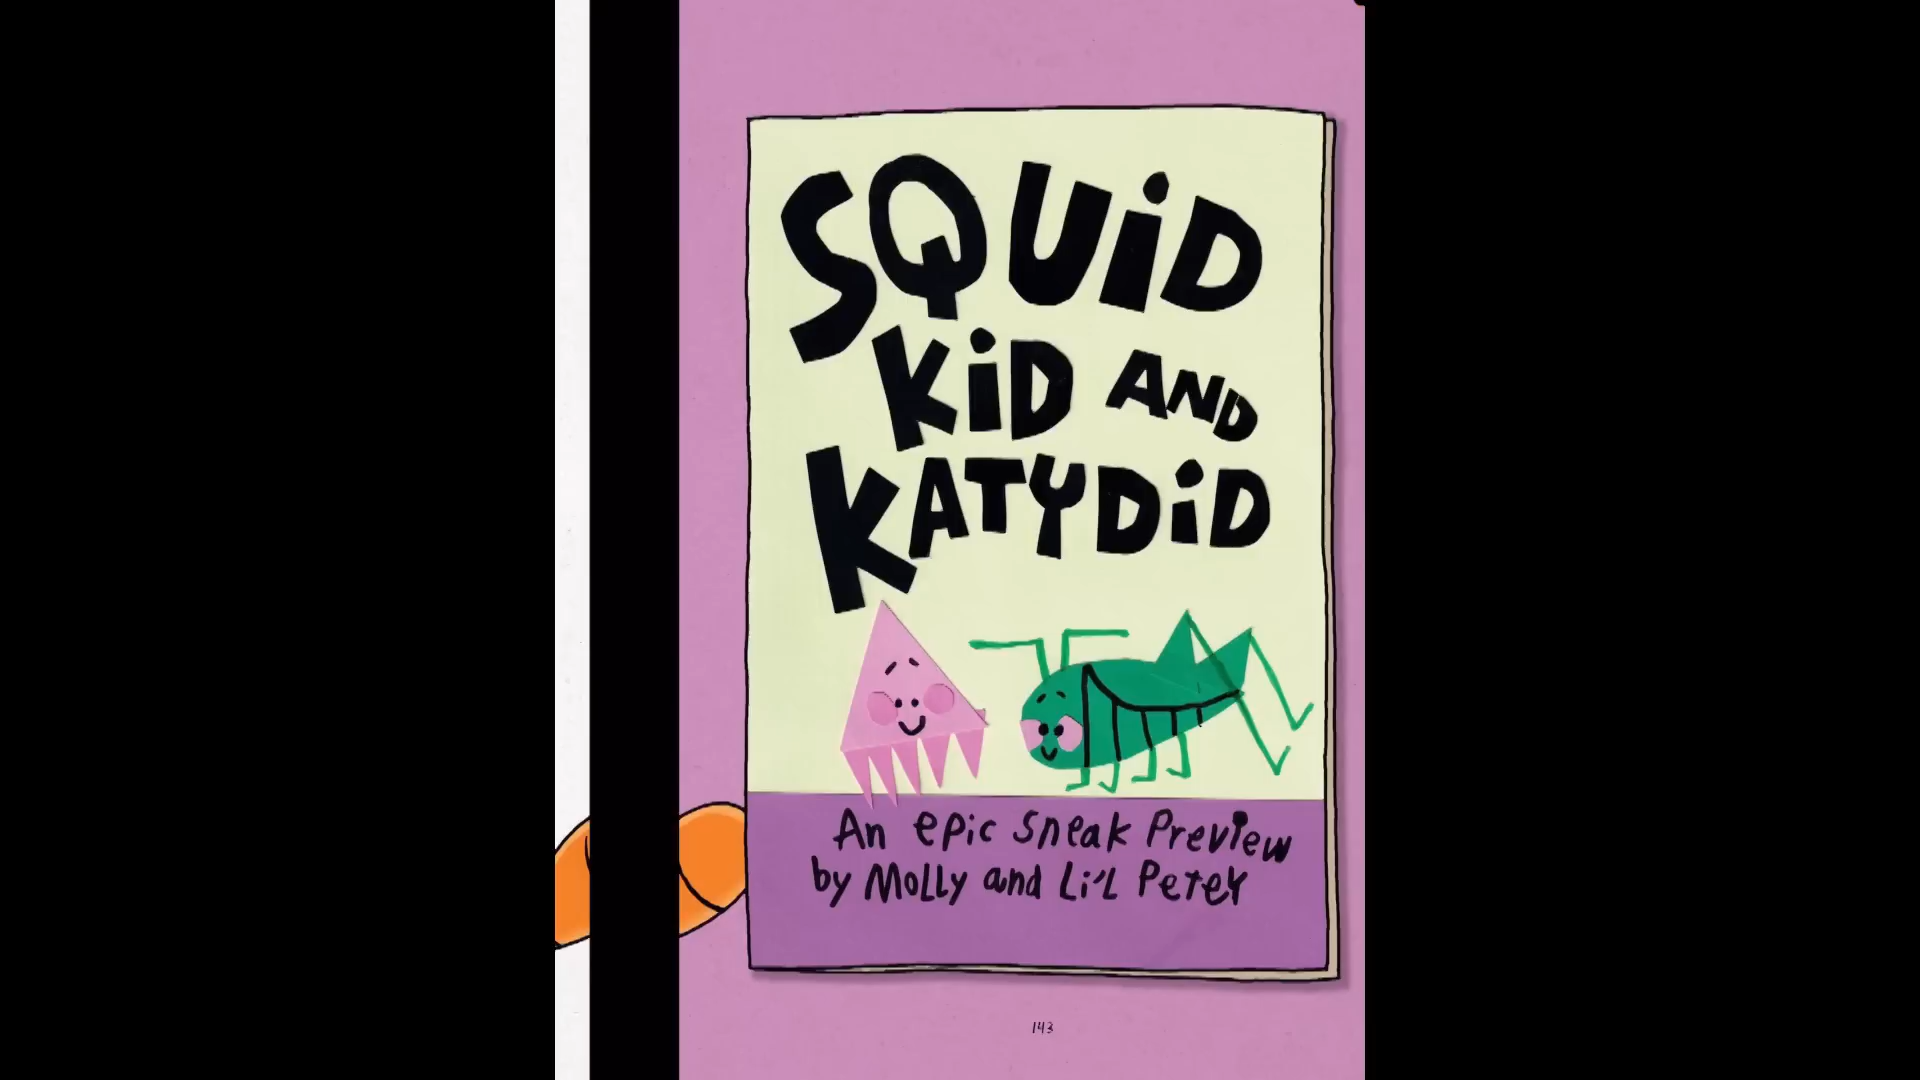 SQUiD
KiD AND
KATYDiD
An epic Sneak Preview
by Molly and Li'l Petey
143